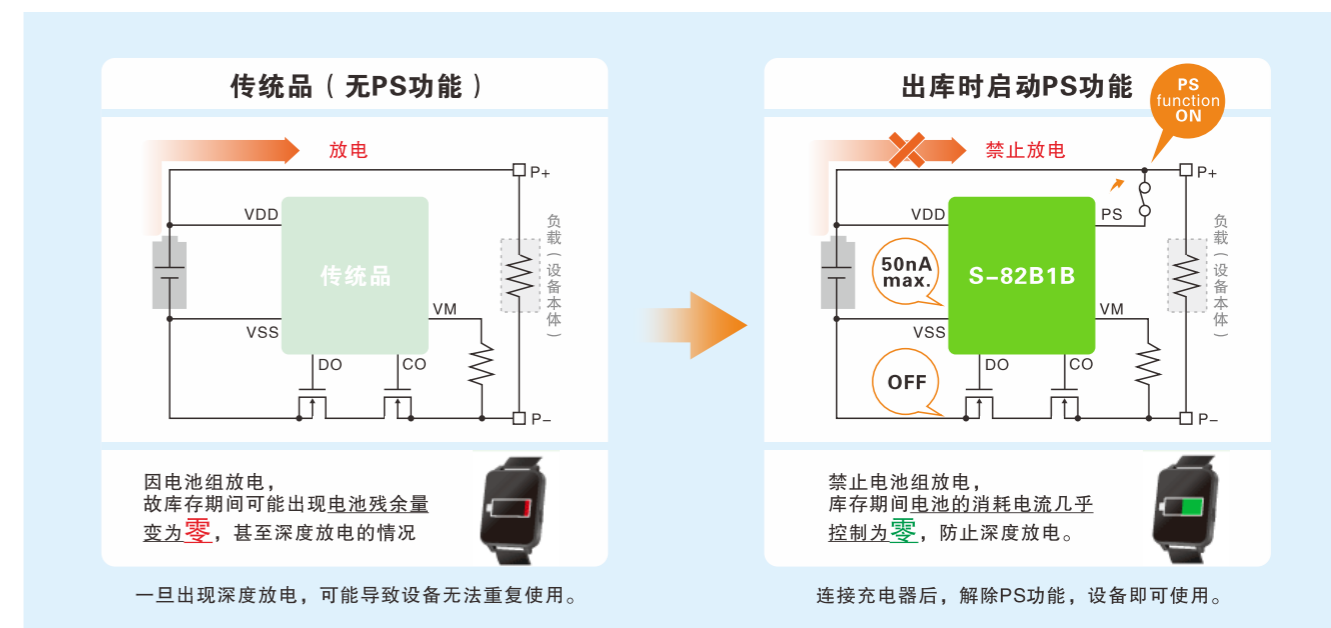 传统品（无PS功能）
放电
P+
VDD
传统品
负载（设备本体）
VM
VSS
DO
CO
P–
因电池组放电，
故库存期间可能出现电池残余量
变为零，甚至深度放电的情况
一旦出现深度放电，可能导致设备无法重复使用。
出库时启动PS功能
PS
function
ON
禁止放电
P+
VDD
PS
50nA
max.
S–82B1B
负载（设备本体）
VM
VSS
OFF
DO
CO
P–
禁止电池组放电，
库存期间电池的消耗电流几乎
控制为零，防止深度放电。
连接充电器后，解除PS功能，设备即可使用。